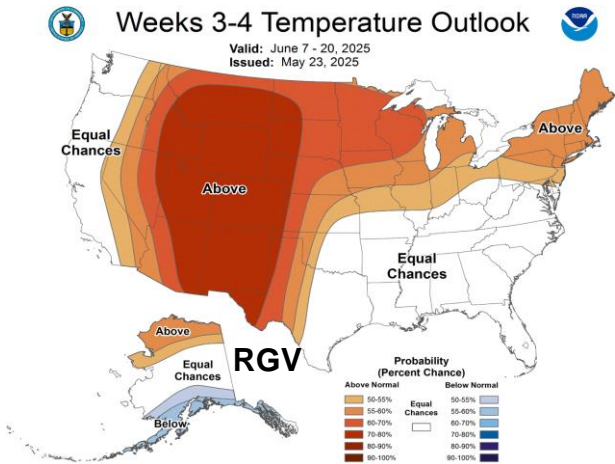 Weeks 3-4 Temperature Outlook
Valid: June 7 - 20, 2025
Issued: May 23, 2025
NOAA
Equal
Chances
Above
Above
Equal
Chances
Above
Equal
Chances
Below
RGV
Probability
(Percent Chance)
Above Normal
50-55%
55-60%
60-70%
70-80%
80-90%
90-100%
Equal
Chances
Below Normal
50-55%
55-60%
60-70%
70-80%
80-90%
90-100%